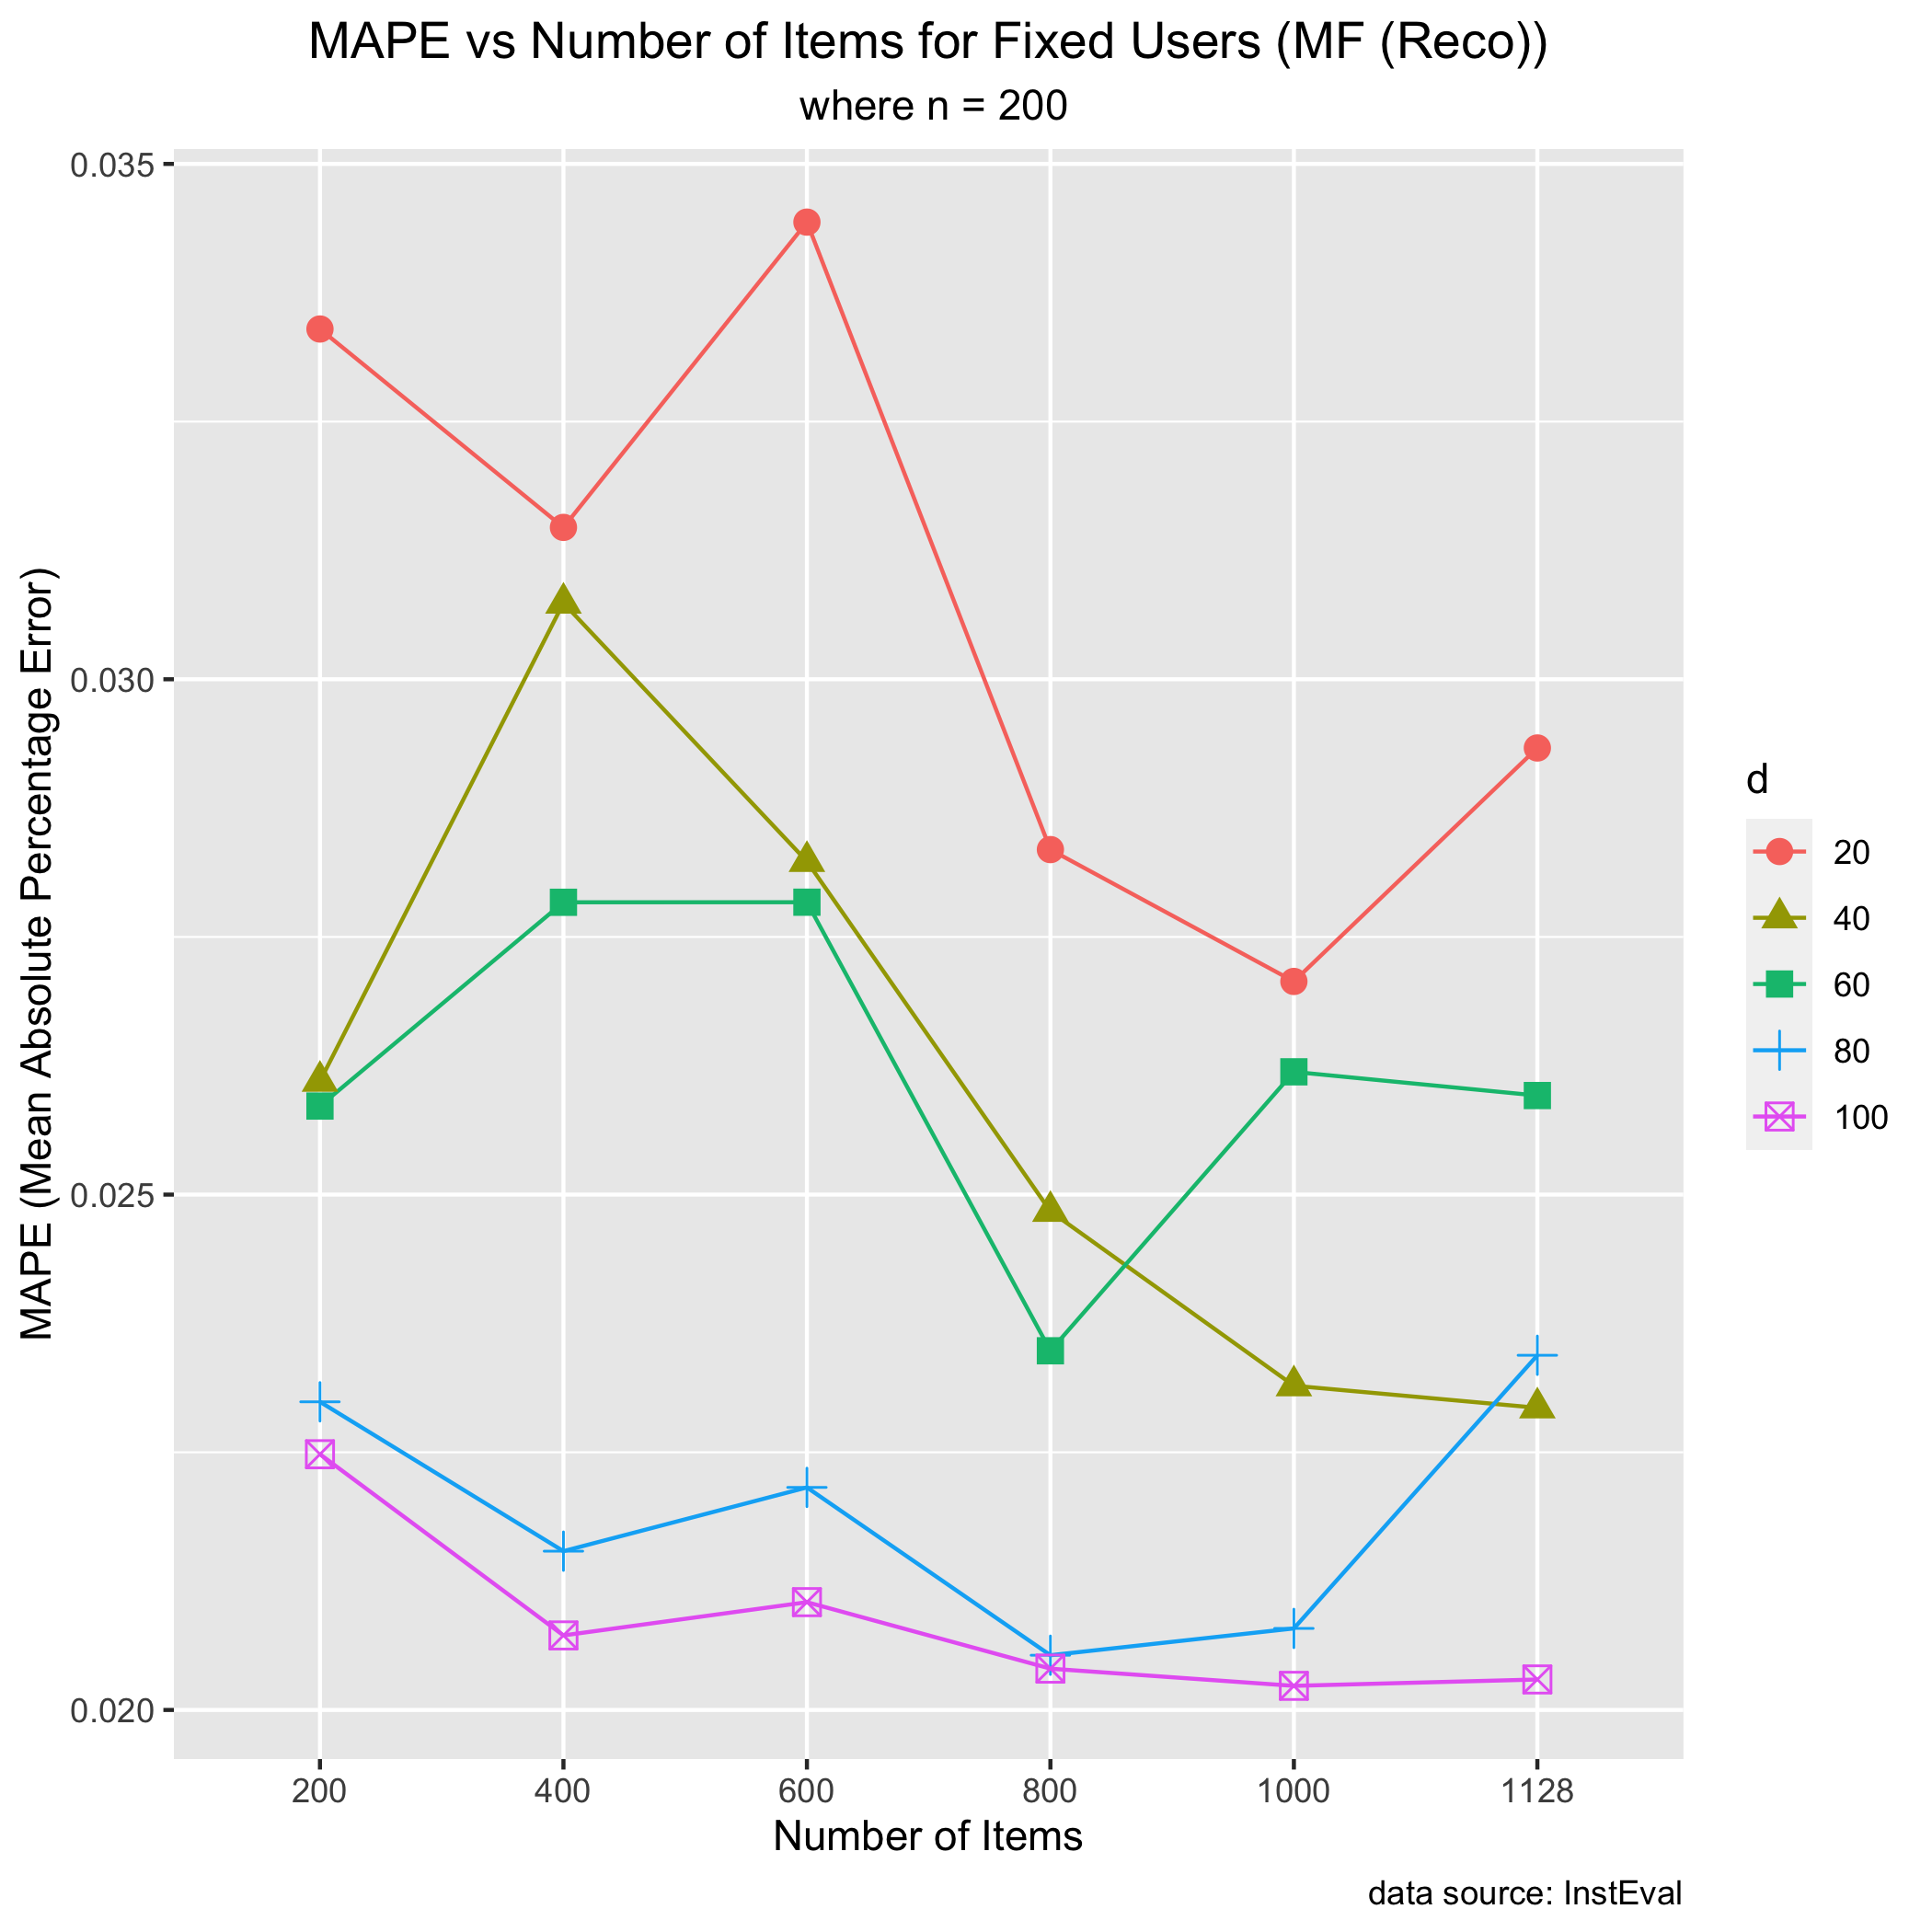 MAPE vs Number of Items for Fixed Users (MF (Reco))
where n = 200
MAPE (Mean Absolute Percentage Error)
0.035
0.030
0.025
0.020
200 400 600 800 1000 1128
Number of Items
d
20
40
60
80
100
data source: InstEval